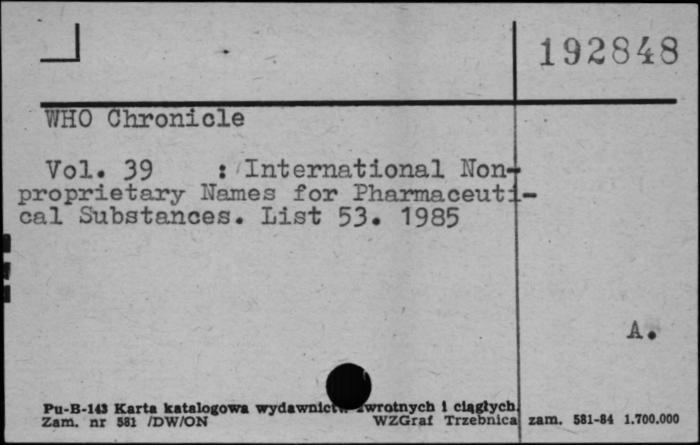 192848
WHO Chronicle
Vol. 39 : International Non-
proprietary Names for Pharmaceuti-
cal Substances. List 53. 1985
A.
Pu-B-143 Karta katalogowa zwrotnych i ciągłych.
Zam. nr 581 /DW/ON WZGraf Trzebnica zam. 581-84 1.700.000